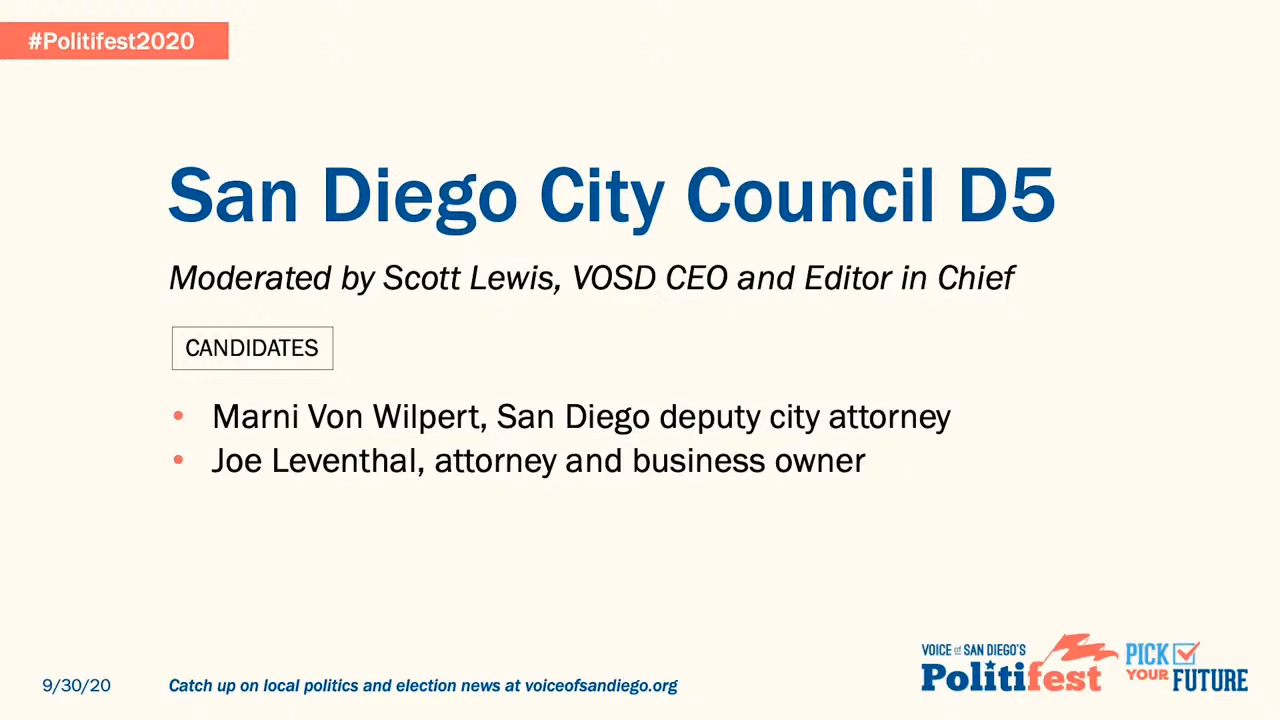 #Politifest2020
San Diego City Council D5
Moderated by Scott Lewis, VOSD CEO and Editor in Chief
CANDIDATES
• Marni Von Wilpert, San Diego deputy city attorney
• Joe Leventhal, attorney and business owner
9/30/20
Catch up on local politics and election news at voiceofsandiego.org
VOICE of SAN DIEGO'S
Politifest
PICK
YOUR FUTURE